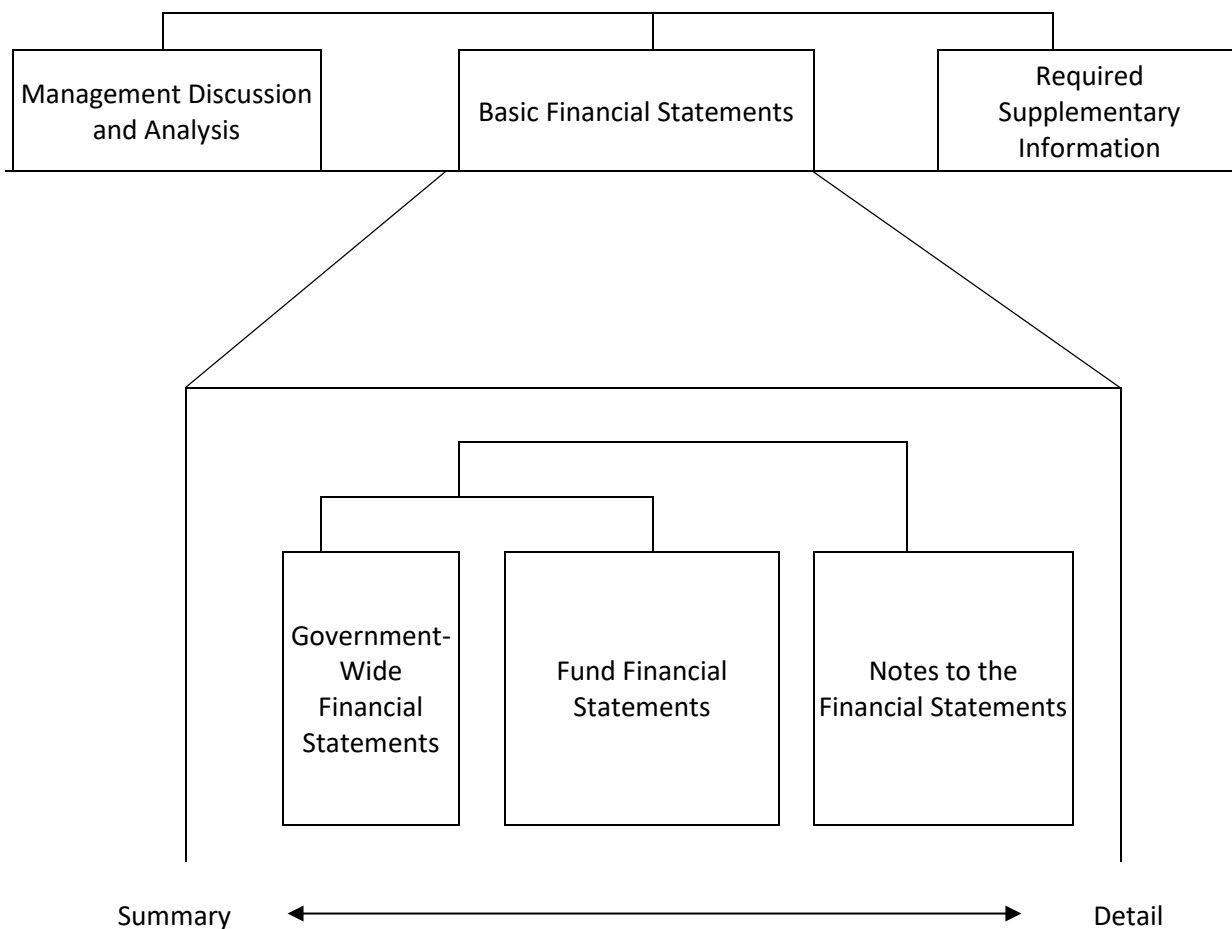 Management Discussion
and Analysis
Basic Financial Statements
Required
Supplementary
Information
Government-
Wide
Financial
Statements
Fund Financial
Statements
Notes to the
Financial Statements
Summary
Detail